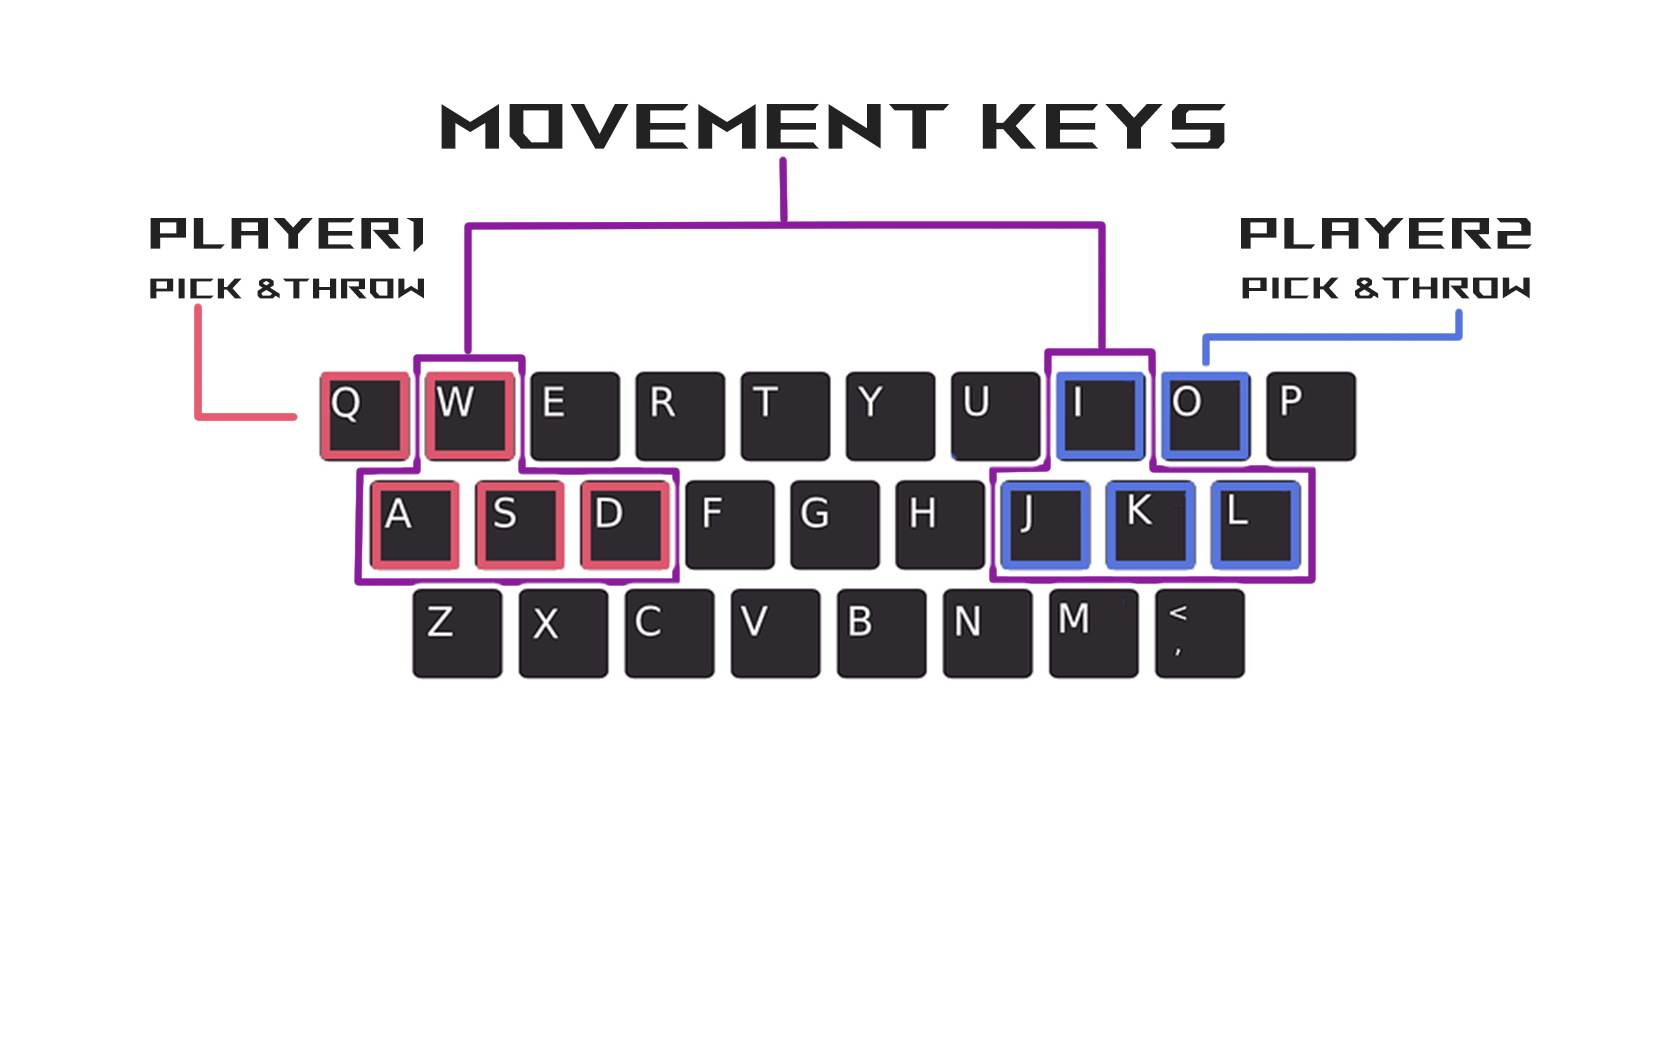 MOVEMENT KEYS
PLAYER1
PICK &THROW
PLAYER2
PICK &THROW
Q W E R T Y U I O P
A S D F G H J K L
Z X C V B N M <
,